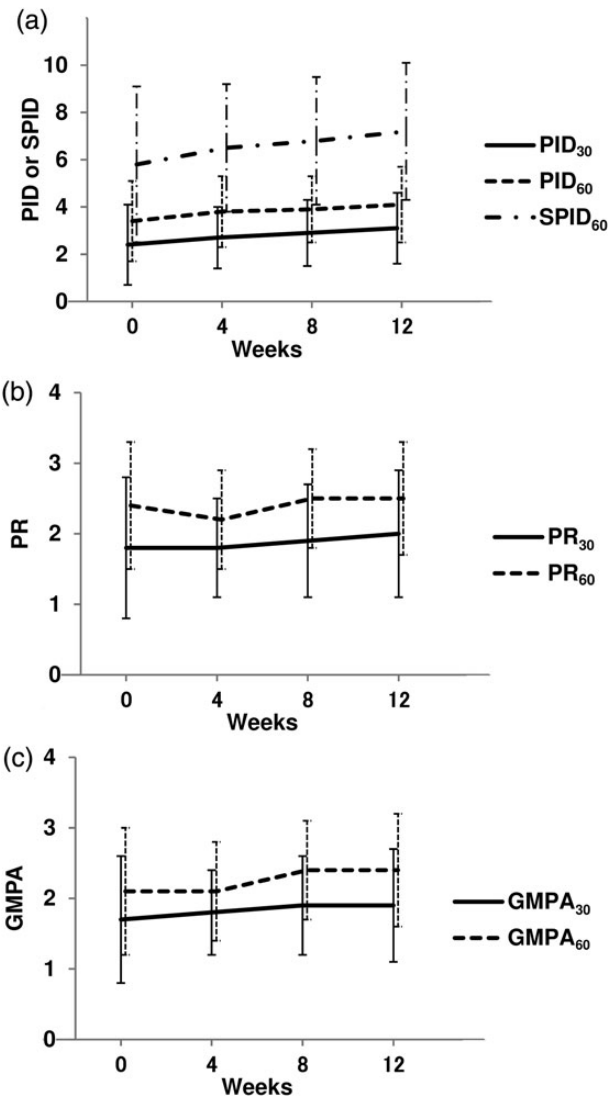 (a)
PID or SPID
10
8
6
4
2
0
0 4 8 12
Weeks
PID30
PID60
SPID60
(b)
PR
4
3
2
1
0
0 4 8 12
Weeks
PR30
PR60
(c)
GMPA
4
3
2
1
0
0 4 8 12
Weeks
GMPA30
GMPA60